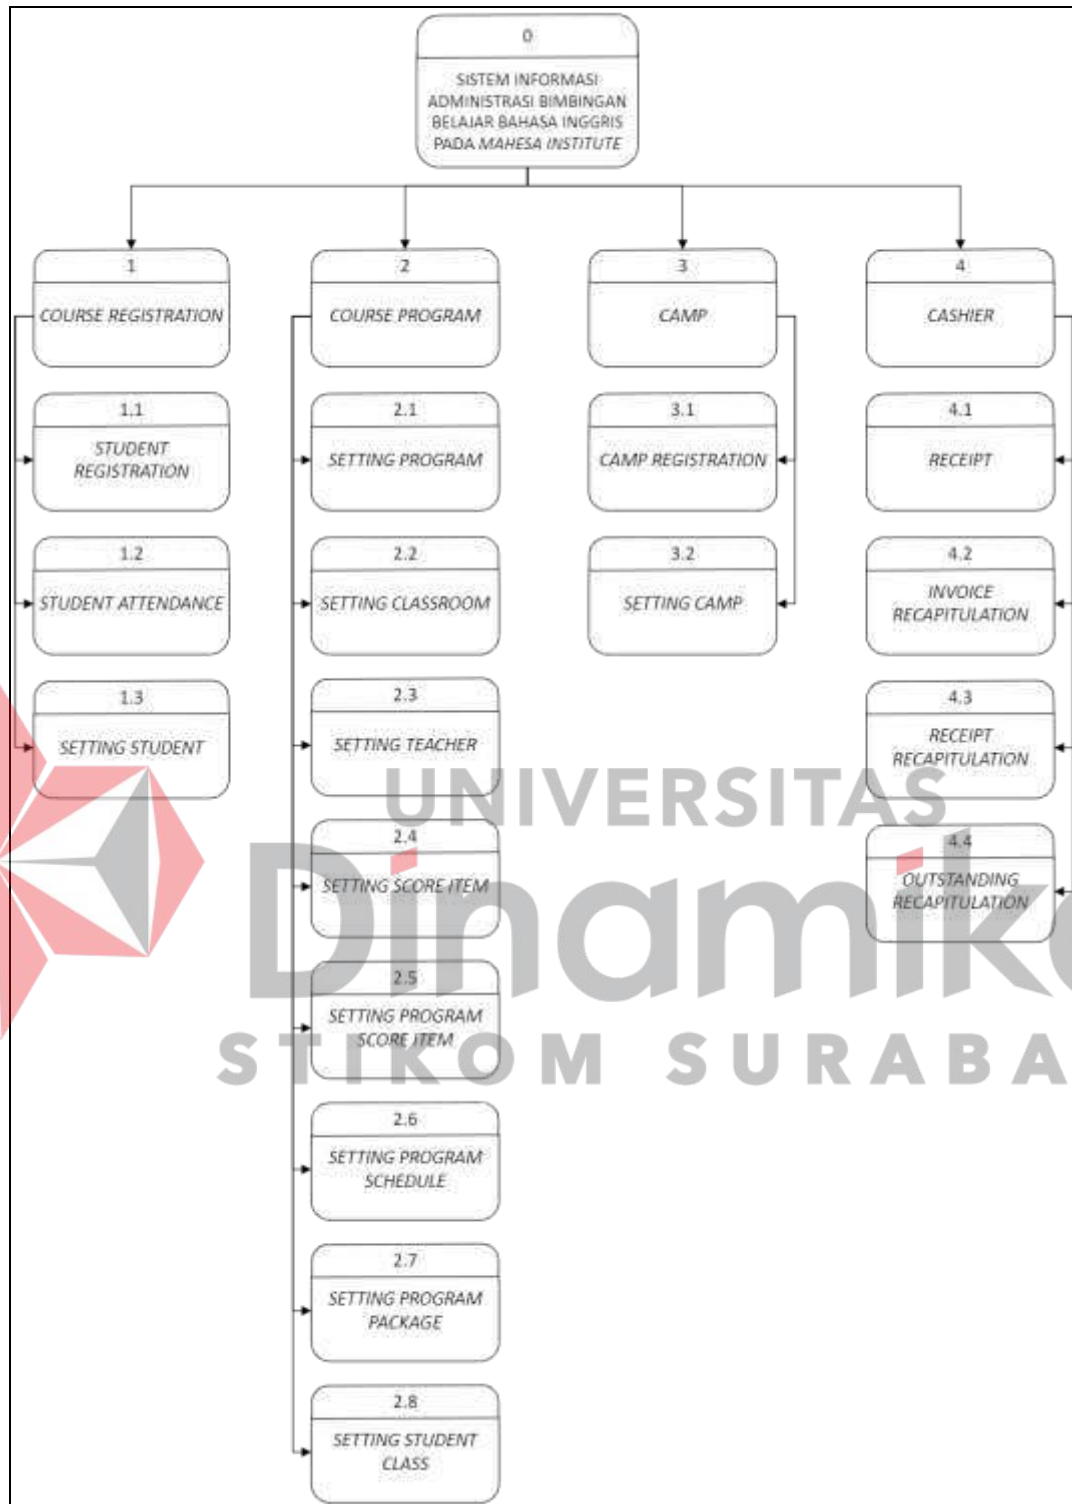 0
SISTEM INFORMASI
ADMINISTRASI BIMBINGAN
BELAJAR BAHASA INGGRIS
PADA MAHESA INSTITUTE
1
COURSE REGISTRATION
2
COURSE PROGRAM
3
CAMP
4
CASHIER
1.1
STUDENT
REGISTRATION
2.1
SETTING PROGRAM
3.1
CAMP REGISTRATION
4.1
RECEIPT
1.2
STUDENT ATTENDANCE
2.2
SETTING CLASSROOM
3.2
SETTING CAMP
4.2
INVOICE
RECAPITULATION
1.3
SETTING STUDENT
2.3
SETTING TEACHER
4.3
RECEIPT
RECAPITULATION
2.4
SETTING SCORE ITEM
4.4
OUTSTANDING
RECAPITULATION
2.5
SETTING PROGRAM
SCORE ITEM
2.6
SETTING PROGRAM
SCHEDULE
2.7
SETTING PROGRAM
PACKAGE
2.8
SETTING STUDENT
CLASS
UNIVERSITAS
Dinamika
STIKOM SURABA